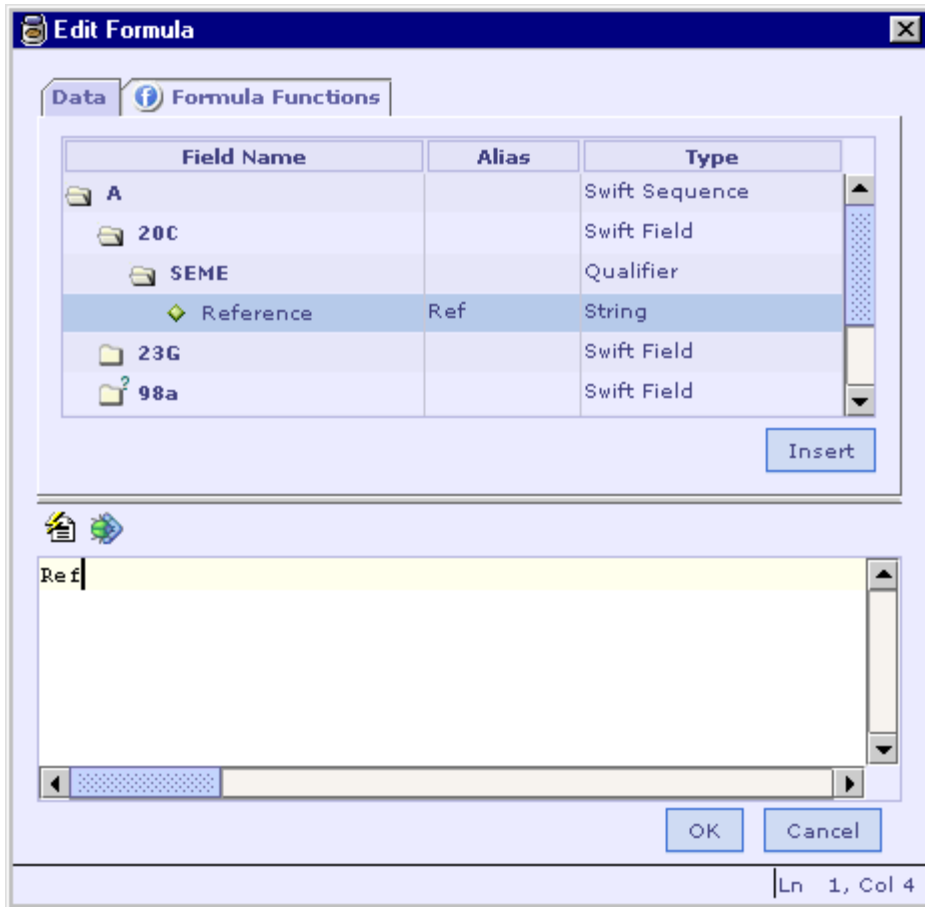 Edit Formula
Data Formula Functions
Field Name Alias Type
A Swift Sequence
20C Swift Field
SEME Qualifier
Reference Ref String
23G Swift Field
98a Swift Field
Insert
Ref
OK Cancel
Ln 1, Col 4